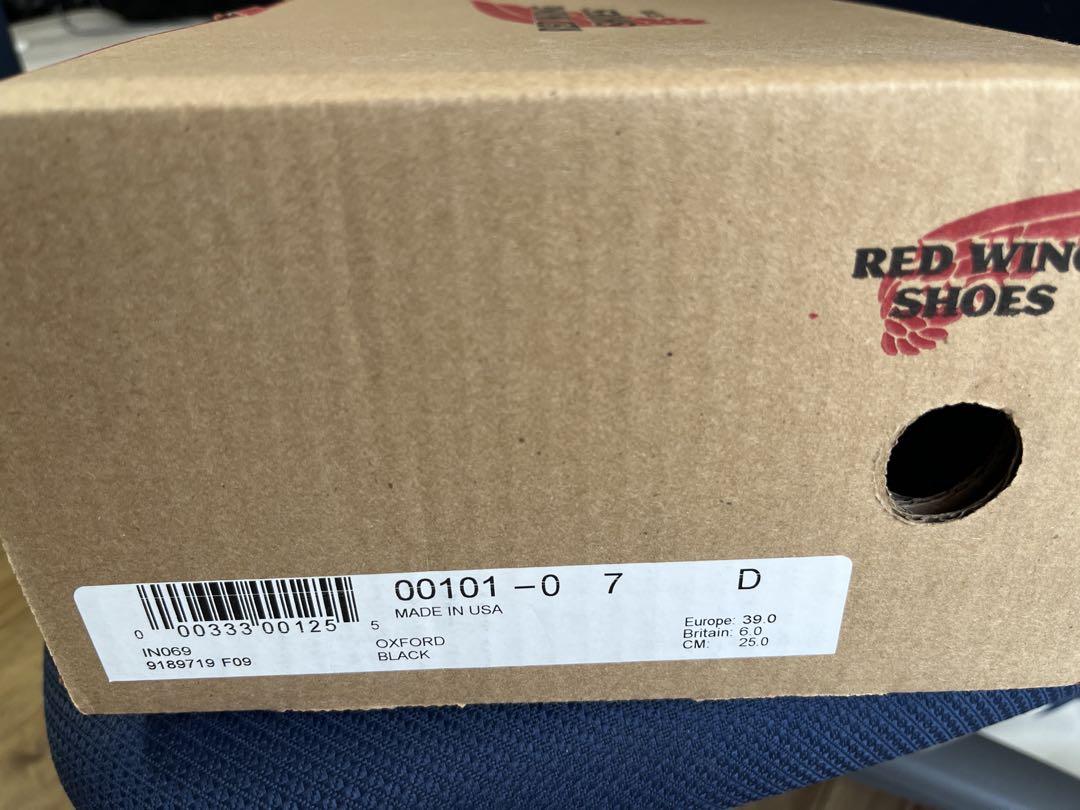 RED WING
SHOES
00101-0 7 D
MADE IN USA
0 00333 00125 5
IN069
9189719 F09
OXFORD
BLACK
Europe: 39.0
Britain: 6.0
CM: 25.0